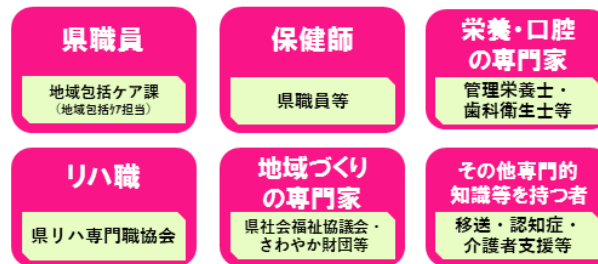 県職員
地域包括ケア課
（地域包括ｹｱ担当）
保健師
県職員等
栄養・口腔
の専門家
管理栄養士・
歯科衛生士等
リハ職
県リハ専門職協会
地域づくり
の専門家
県社会福祉協議会・
さわやか財団等
その他専門的
知識等を持つ者
移送・認知症・
介護者支援等